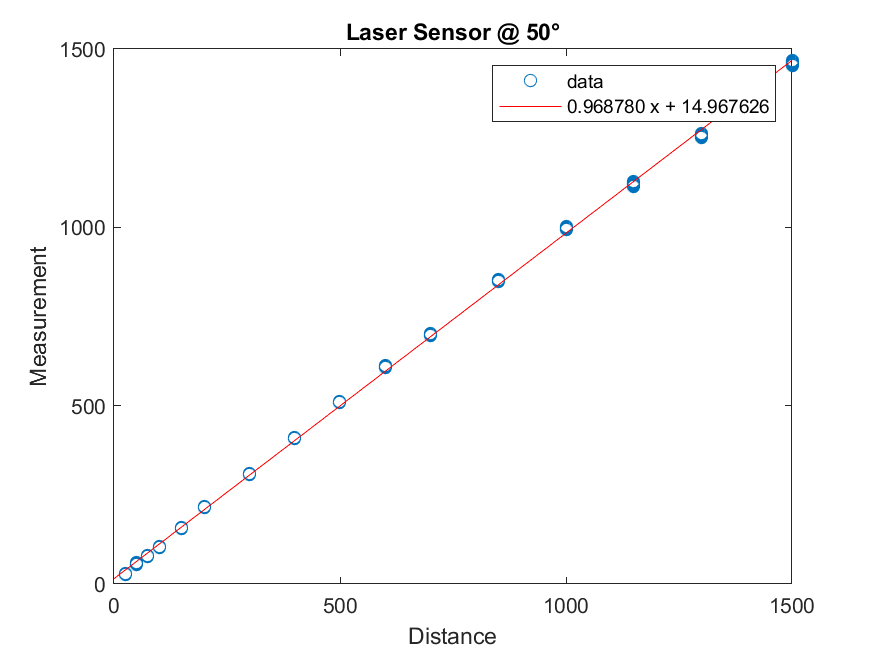 Laser Sensor @ 50°
1500
data
0.968780 x + 14.967626
1000
Measurement
500
0
0
500
1000
1500
Distance